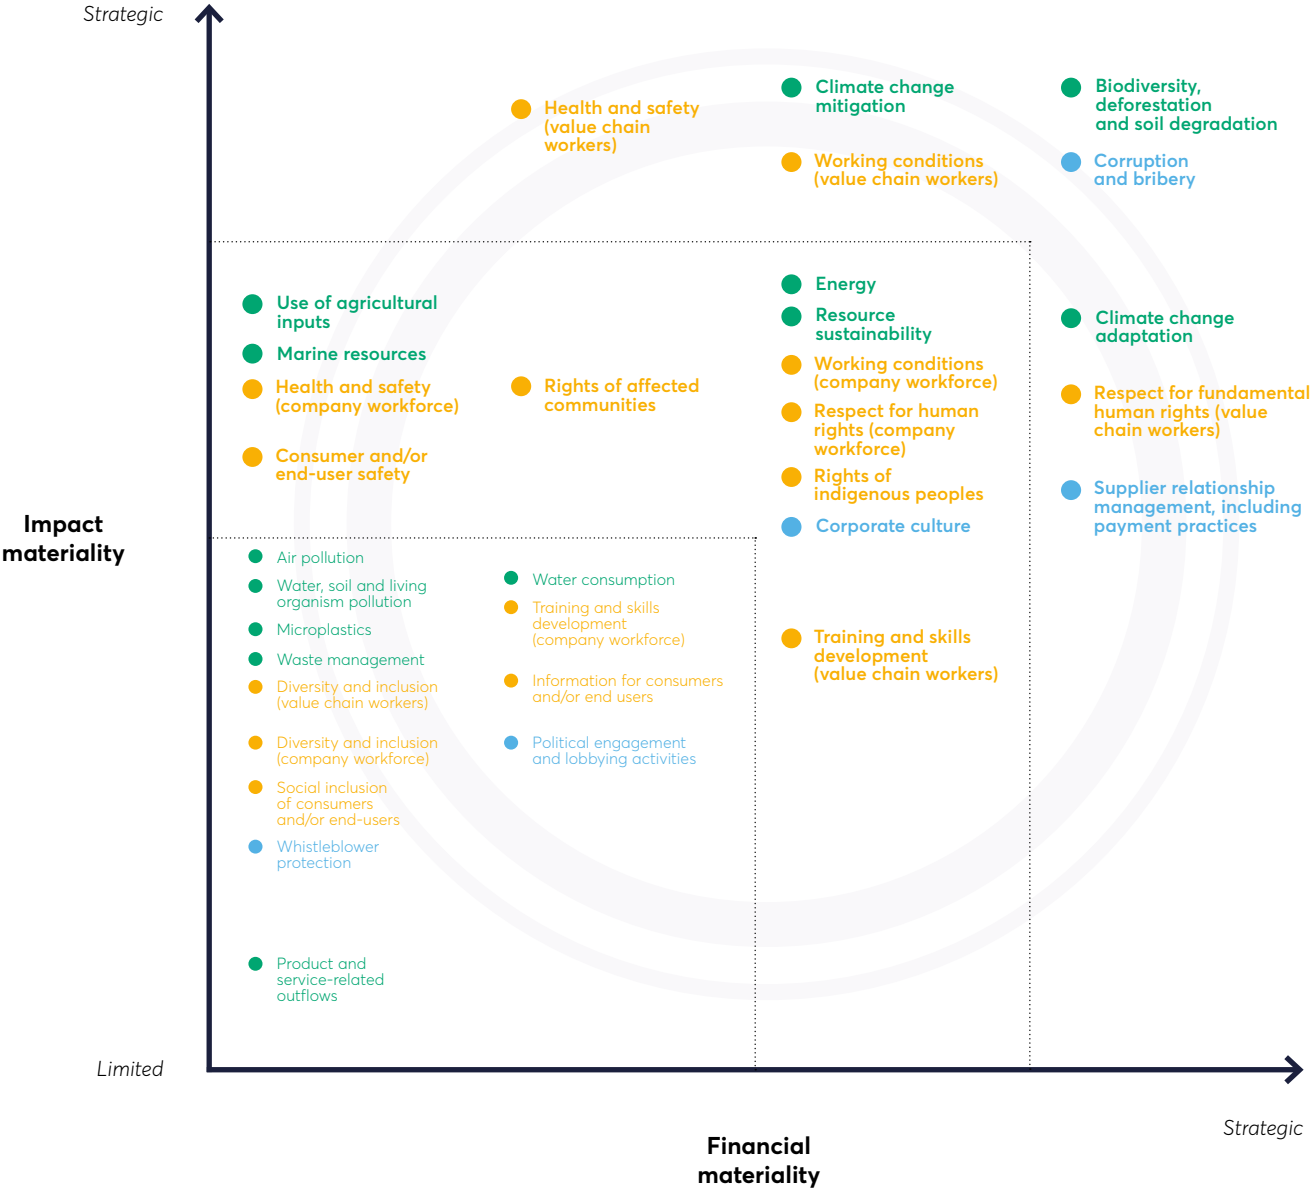 Strategic
Health and safety
(value chain
workers)
Climate change
mitigation
Working conditions
(value chain workers)
Biodiversity,
deforestation
and soil degradation
Corruption
and bribery
Use of agricultural
inputs
Marine resources
Health and safety
(company workforce)
Consumer and/or
end-user safety
Rights of affected
communities
Energy
Resource
sustainability
Working conditions
(company workforce)
Respect for human
rights (company
workforce)
Rights of
indigenous peoples
Corporate culture
Climate change
adaptation
Respect for fundamental
human rights (value
chain workers)
Supplier relationship
management, including
payment practices
Impact
materiality
Air pollution
Water, soil and living
organism pollution
Microplastics
Waste management
Diversity and inclusion
(value chain workers)
Diversity and inclusion
(company workforce)
Social inclusion
of consumers
and/or end-users
Whistleblower
protection
Product and
service-related
outflows
Water consumption
Training and skills
development
(company workforce)
Information for consumers
and/or end users
Political engagement
and lobbying activities
Training and skills
development
(value chain workers)
Limited
Strategic
Financial
materiality